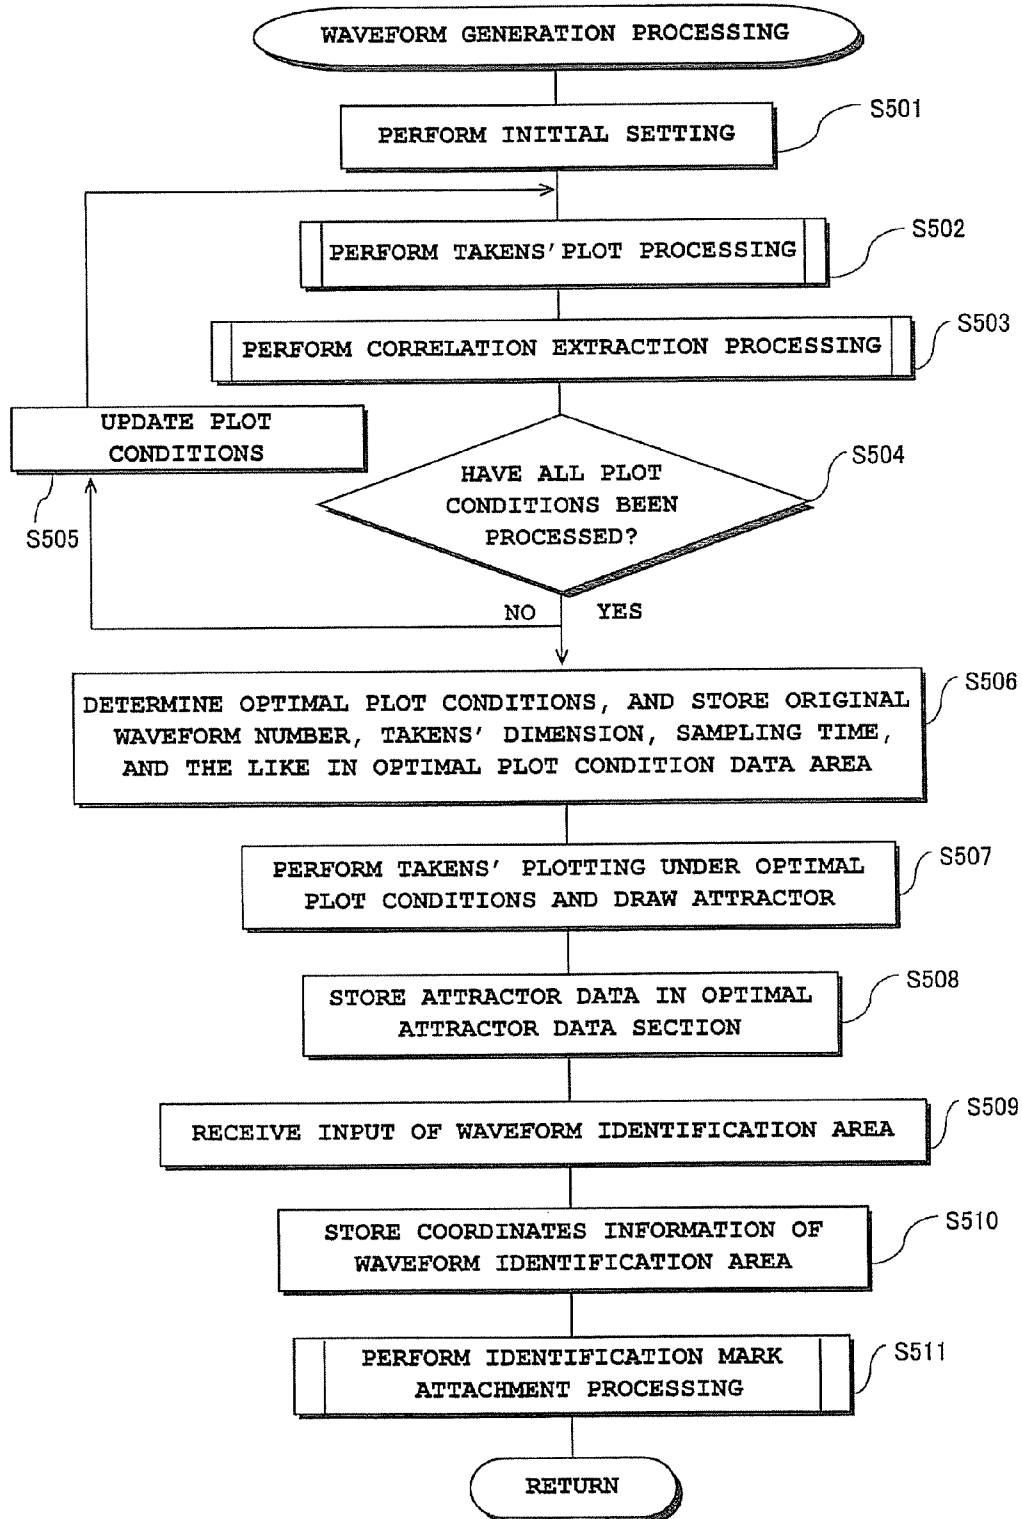 WAVEFORM GENERATION PROCESSING
S501
PERFORM INITIAL SETTING
S502
PERFORM TAKENS'PLOT PROCESSING
S503
PERFORM CORRELATION EXTRACTION PROCESSING
UPDATE PLOT
CONDITIONS
S505
S504
HAVE ALL PLOT
CONDITIONS BEEN
PROCESSED?
NO
YES
S506
DETERMINE OPTIMAL PLOT CONDITIONS, AND STORE ORIGINAL
WAVEFORM NUMBER, TAKENS' DIMENSION, SAMPLING TIME,
AND THE LIKE IN OPTIMAL PLOT CONDITION DATA AREA
S507
PERFORM TAKENS' PLOTTING UNDER OPTIMAL
PLOT CONDITIONS AND DRAW ATTRACTOR
S508
STORE ATTRACTOR DATA IN OPTIMAL
ATTRACTOR DATA SECTION
S509
RECEIVE INPUT OF WAVEFORM IDENTIFICATION AREA
S510
STORE COORDINATES INFORMATION OF
WAVEFORM IDENTIFICATION AREA
S511
PERFORM IDENTIFICATION MARK
ATTACHMENT PROCESSING
RETURN